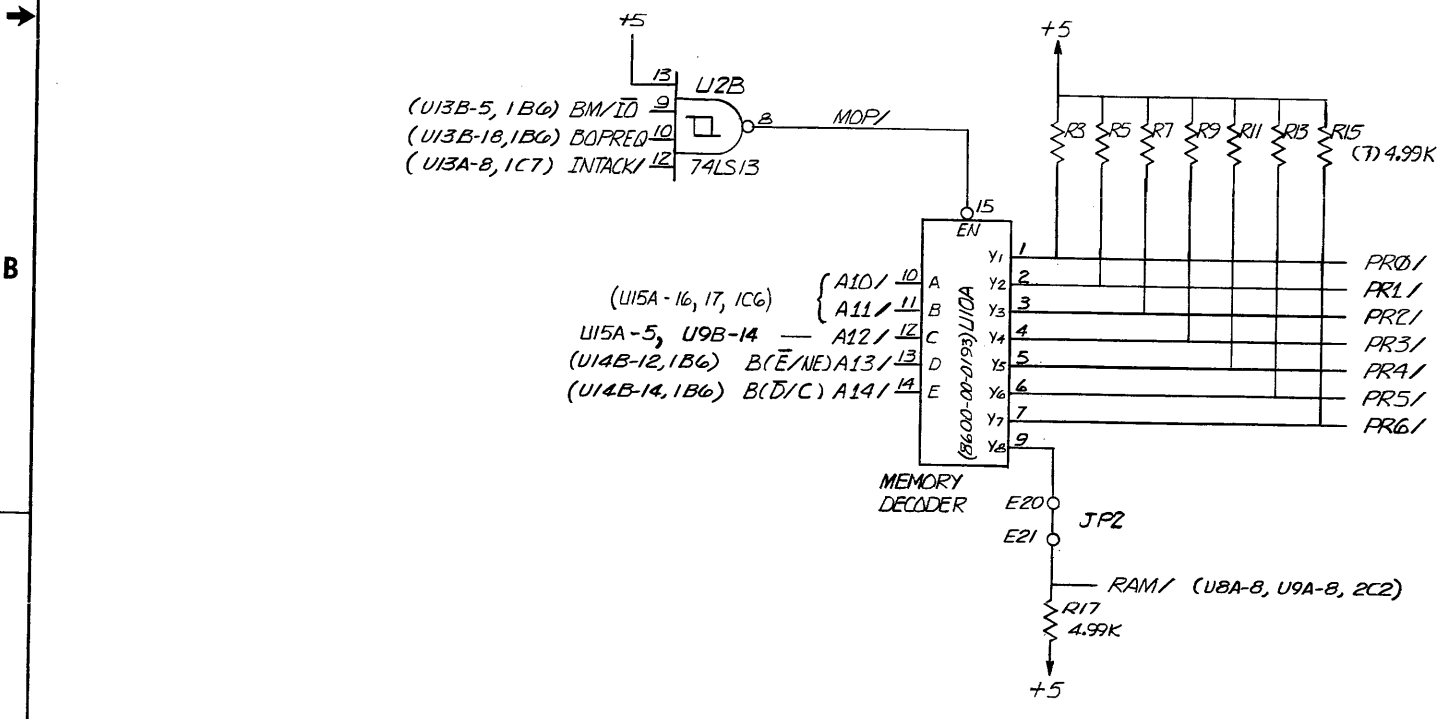 +5
13
U2B
(U13B-5, 1B6) BM/I̅O̅ 9
(U13B-18, 1B6) BOPREQ 10
(U13A-8, 1C7) INTACK/ 12
8
74LS13
MOP/
+5
R3 R5 R7 R9 R11 R13 R15
(7) 4.99K
B
15
EN
(U15A-16, 17, 1C6) { A10/ 10 A
A11/ 11 B
U15A-5, U9B-14 — A12/ 12 C
(U14B-12, 1B6) B(E̅/NE) A13/ 13 D
(U14B-14, 1B6) B(D̅/C) A14/ 14 E
(8600-00-0193) U10A
Y1 1 PRØ/
Y2 2 PR1/
Y3 3 PR2/
Y4 4 PR3/
Y5 5 PR4/
Y6 6 PR5/
Y7 7 PR6/
Y8 9
MEMORY
DECODER
E20
JP2
E21
RAM/ (U8A-8, U9A-8, 2C2)
R17
4.99K
+5